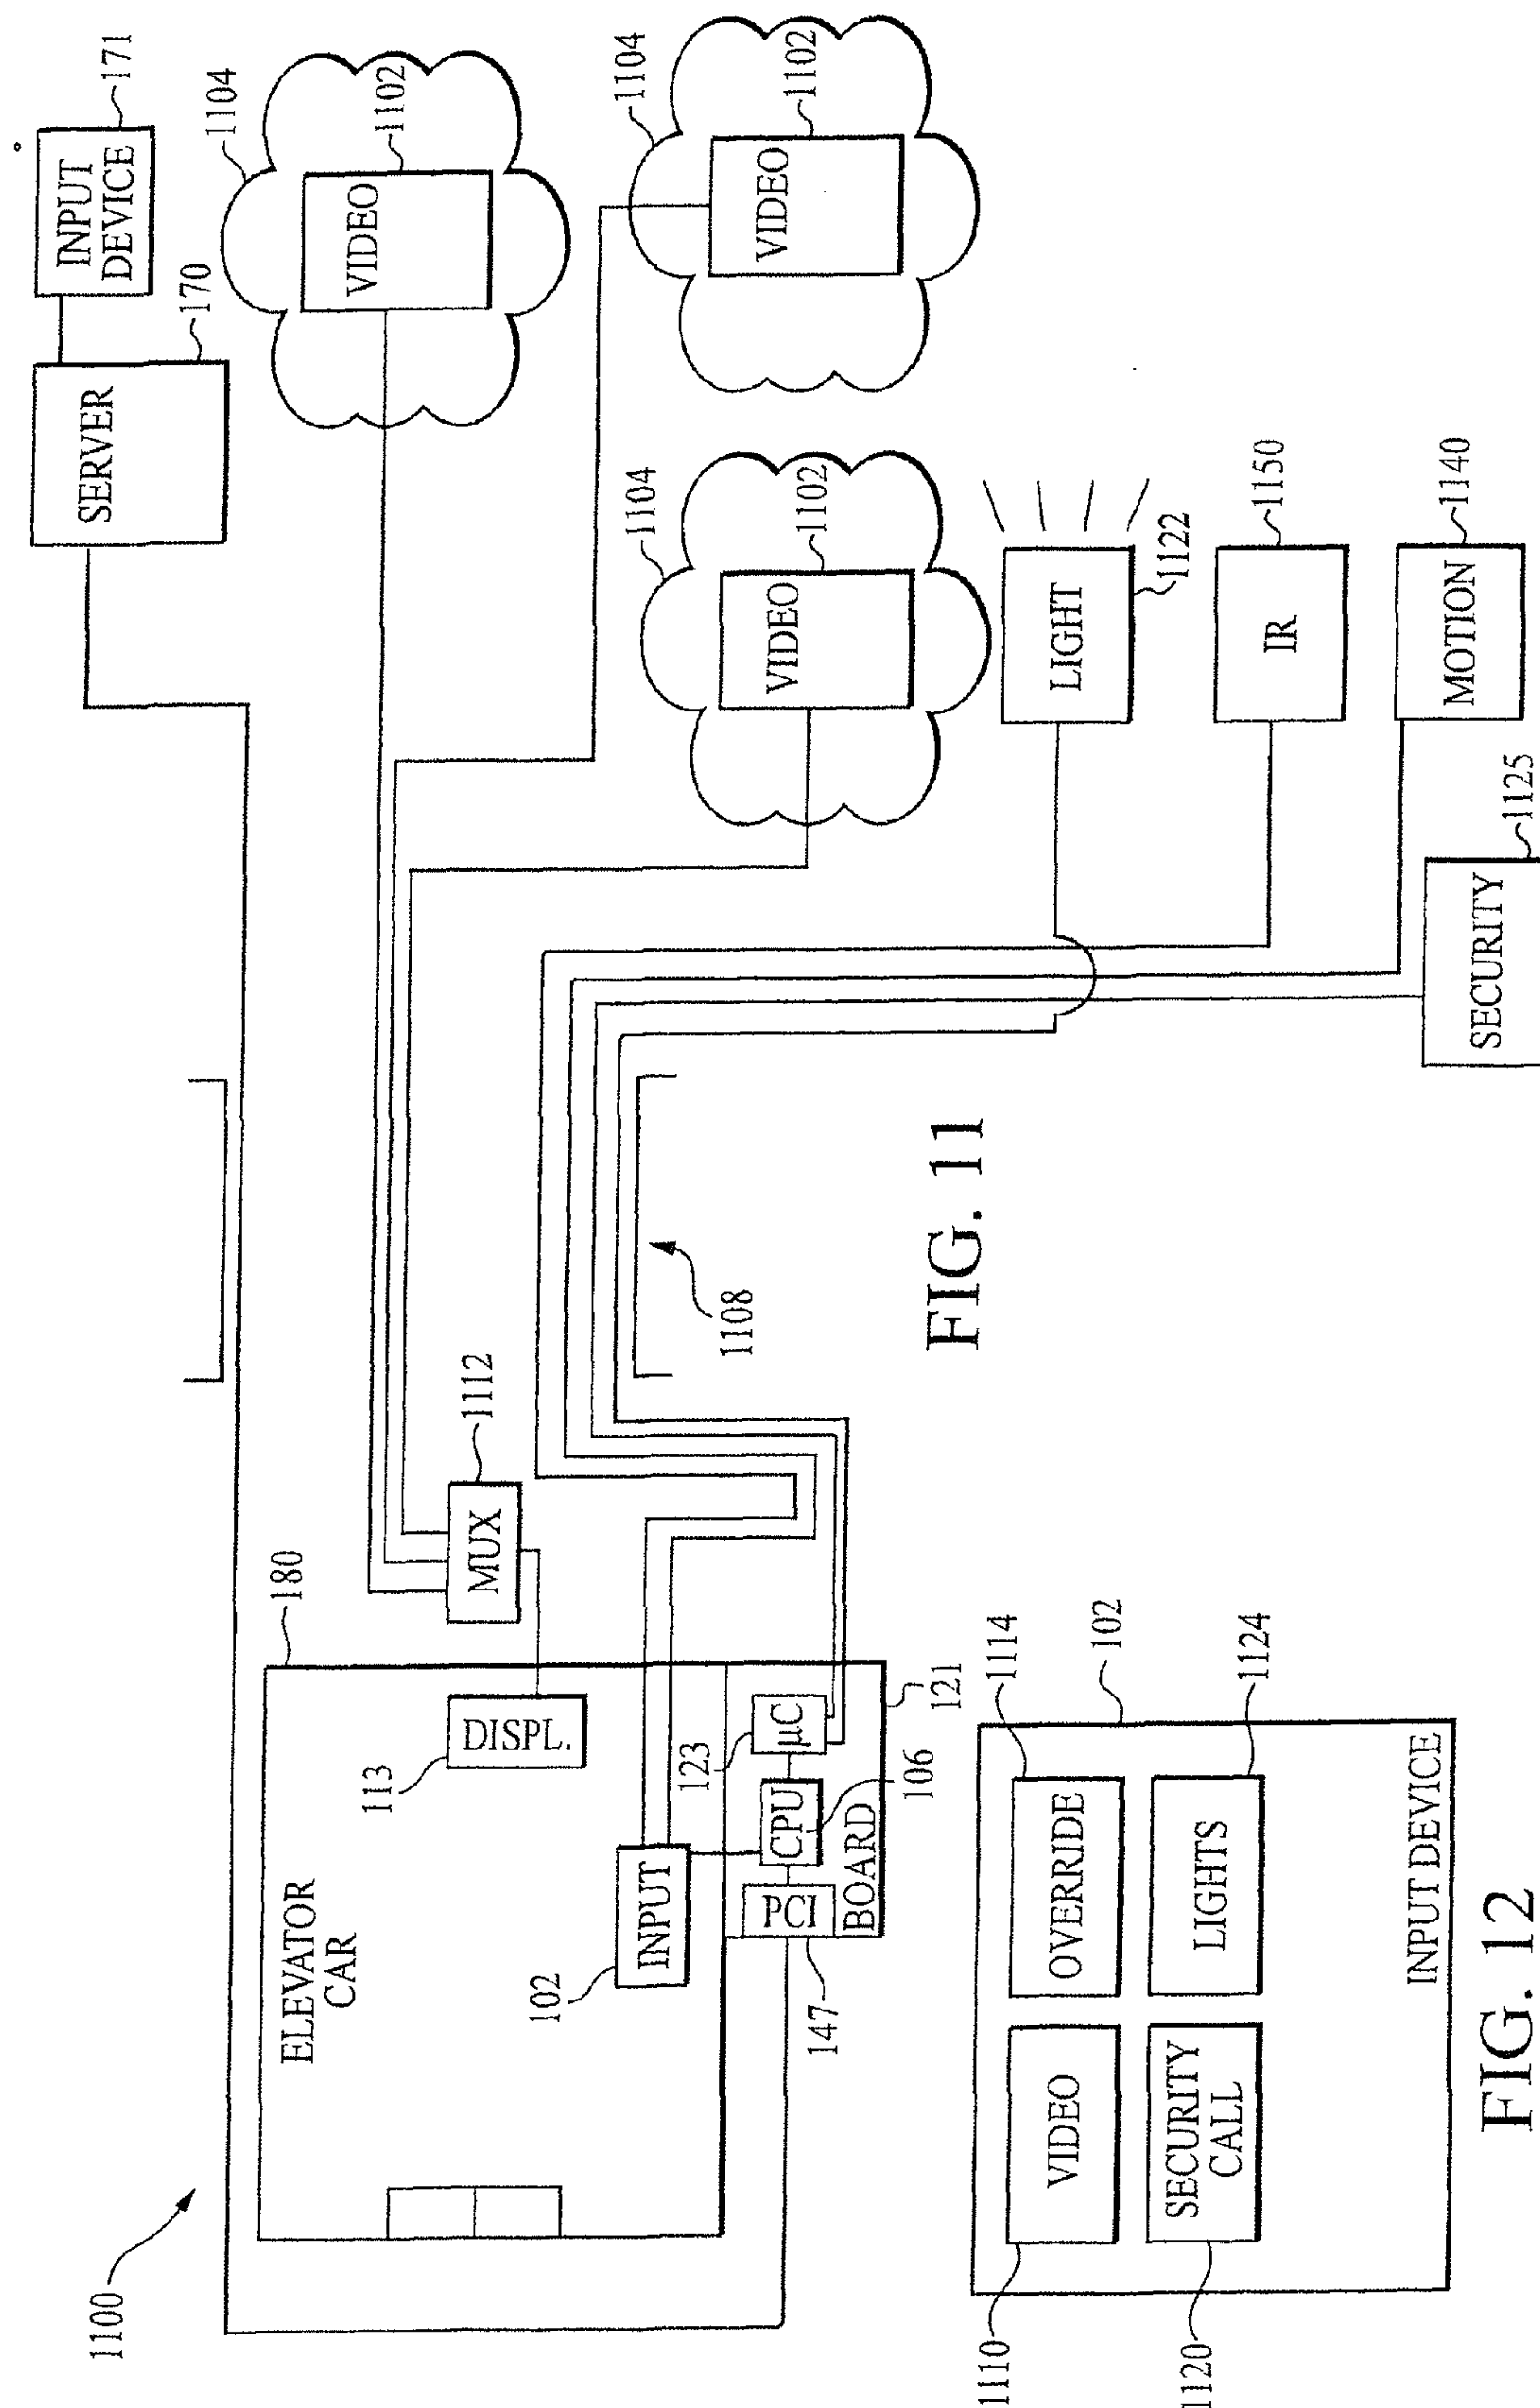 1100
ELEVATOR
CAR
180
113
DISPL.
MUX
1112
102
INPUT
123
µC
CPU
PCI
BOARD
106
121
147
1108
SERVER
170
INPUT
DEVICE
171
1104
VIDEO
1102
1104
VIDEO
1102
1104
VIDEO
1102
LIGHT
1122
IR
1150
MOTION
1140
SECURITY
1125
FIG. 11
1110
VIDEO
OVERRIDE
1114
102
1120
SECURITY
CALL
LIGHTS
1124
INPUT DEVICE
FIG. 12